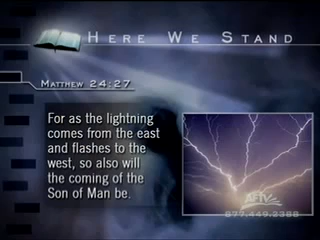 HERE WE STAND
MATTHEW 24:27
For as the lightning
comes from the east
and flashes to the
west, so also will
the coming of the
Son of Man be.
877.449.2388